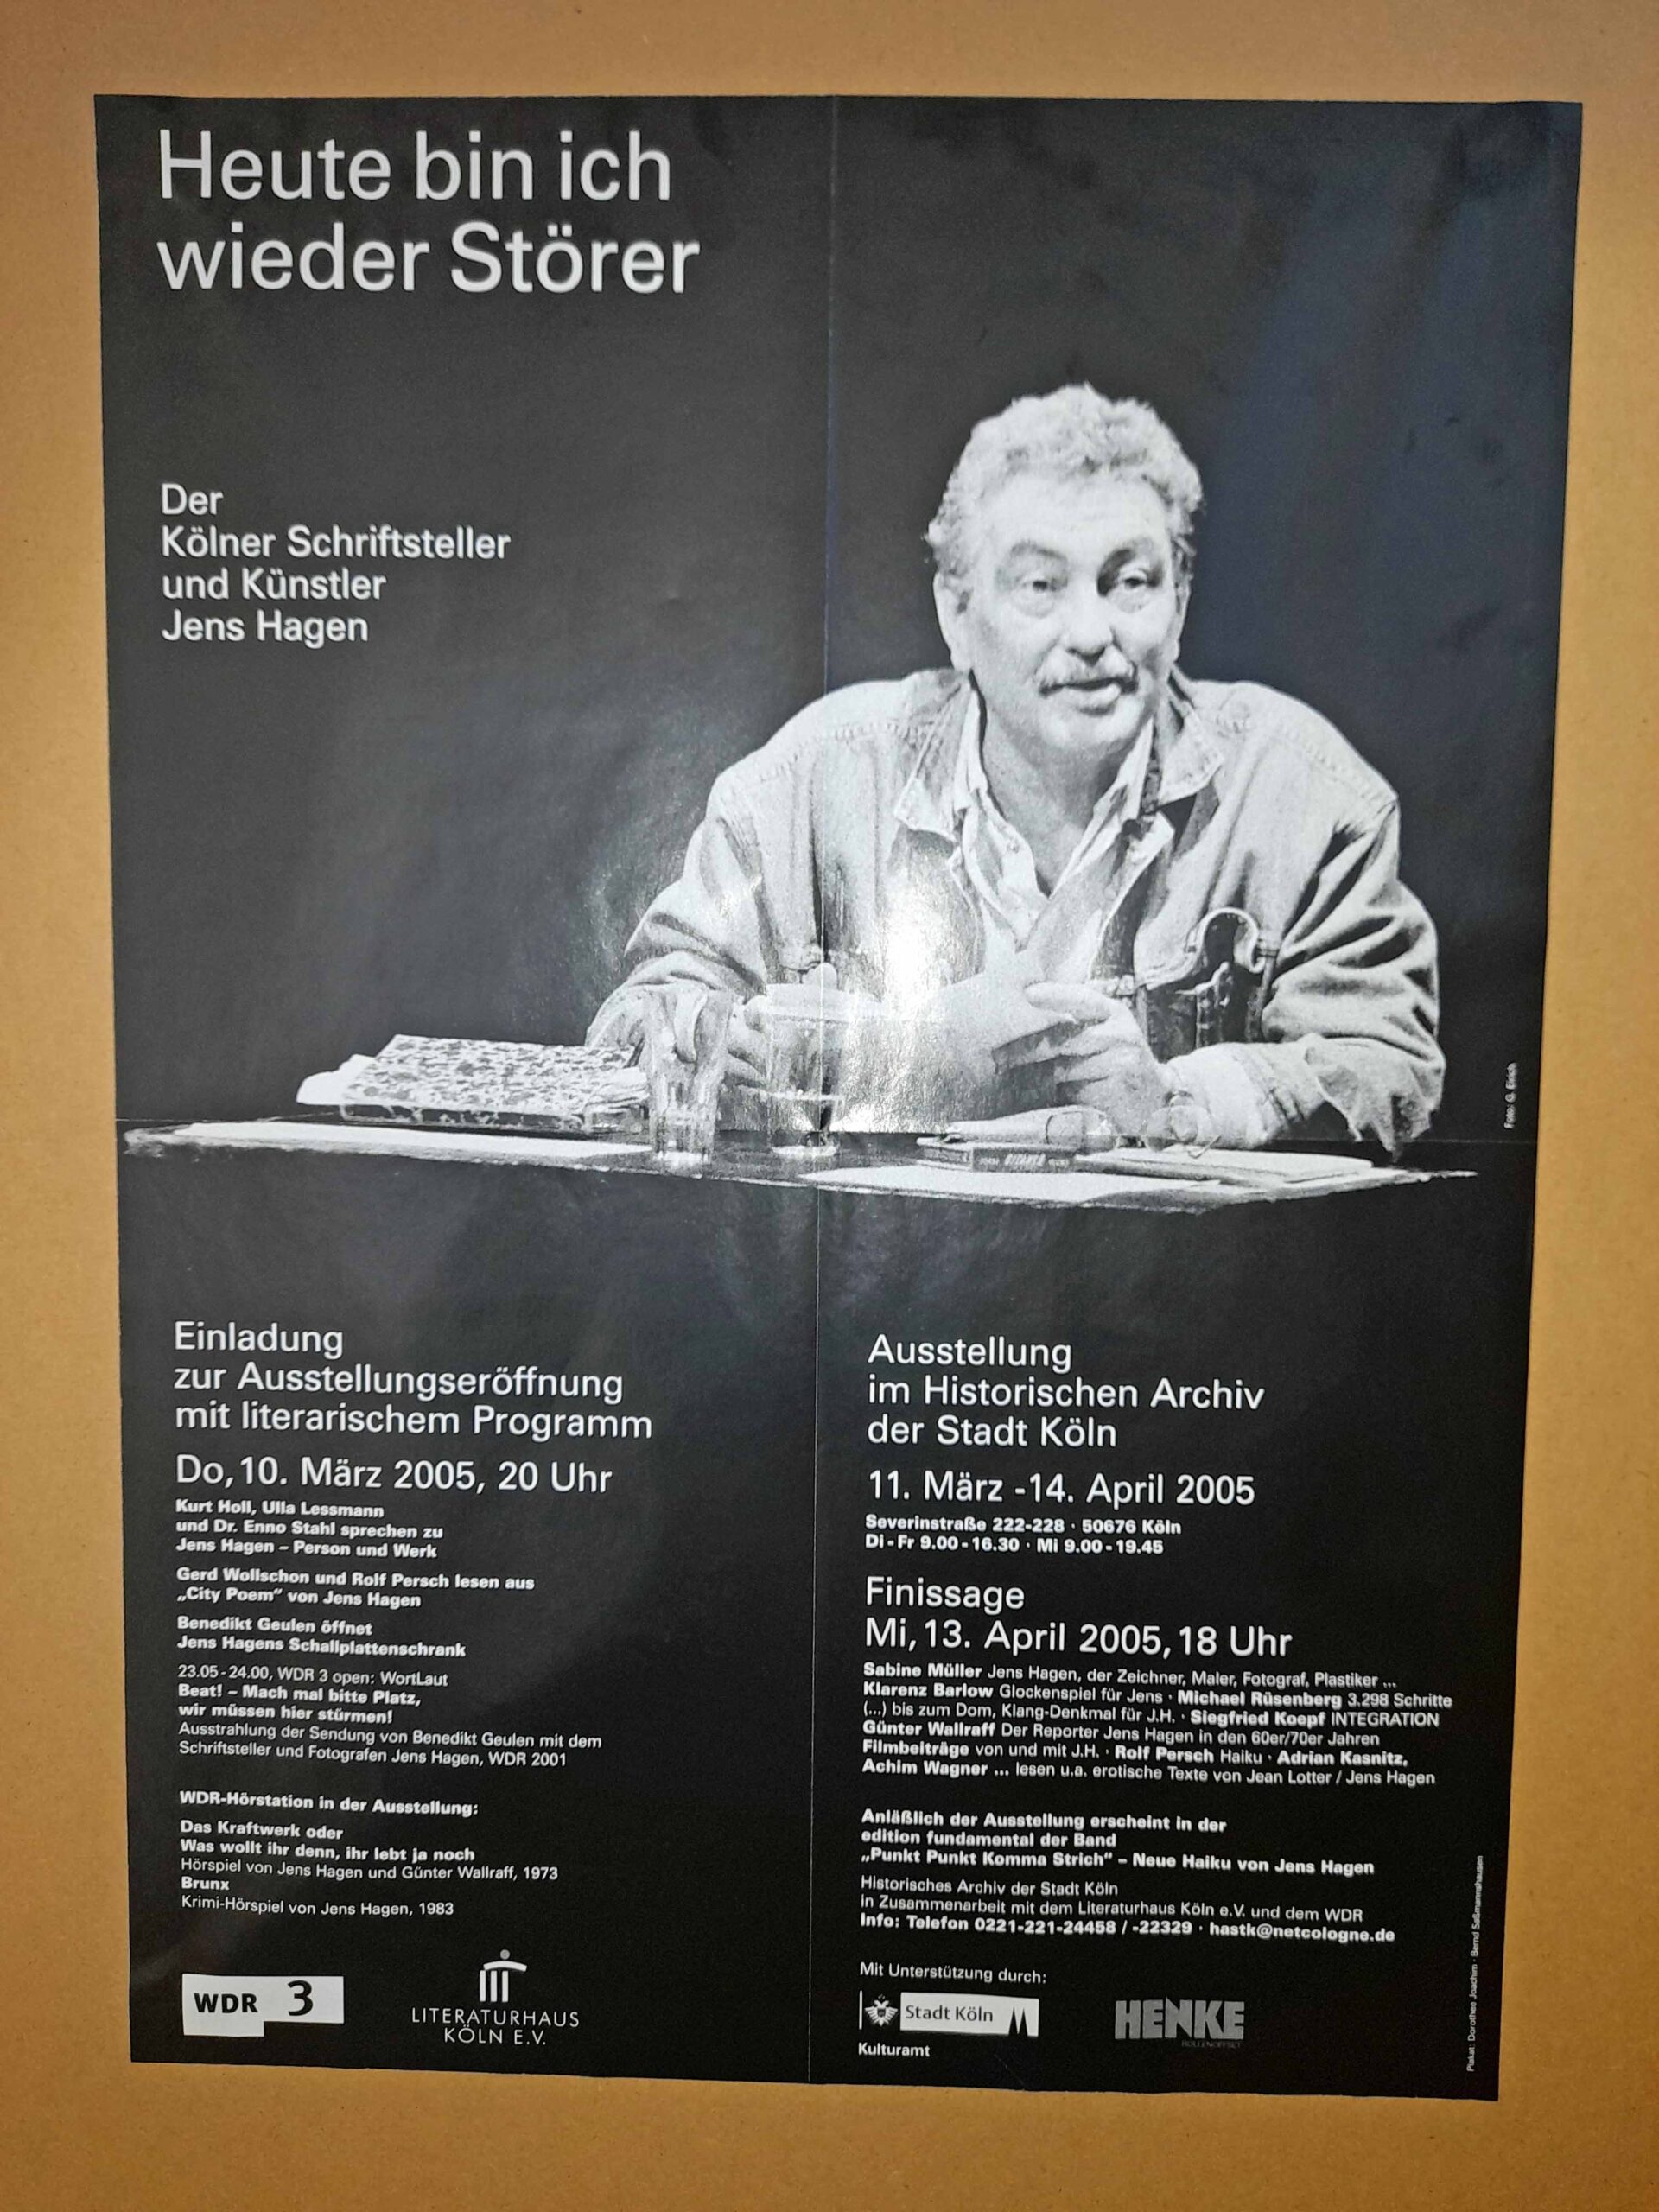 Heute bin ich
wieder Störer
Der
Kölner Schriftsteller
und Künstler
Jens Hagen
Foto: G. Eirich
Einladung
zur Ausstellungseröffnung
mit literarischem Programm
Do, 10. März 2005, 20 Uhr
Kurt Holl, Ulla Lessmann
und Dr. Enno Stahl sprechen zu
Jens Hagen – Person und Werk
Gerd Wollschon und Rolf Persch lesen aus
„City Poem“ von Jens Hagen
Benedikt Geulen öffnet
Jens Hagens Schallplattenschrank
23.05 - 24.00, WDR 3 open: WortLaut
Beat! – Mach mal bitte Platz,
wir müssen hier stürmen!
Ausstrahlung der Sendung von Benedikt Geulen mit dem
Schriftsteller und Fotografen Jens Hagen, WDR 2001
WDR-Hörstation in der Ausstellung:
Das Kraftwerk oder
Was wollt ihr denn, ihr lebt ja noch
Hörspiel von Jens Hagen und Günter Wallraff, 1973
Brunx
Krimi-Hörspiel von Jens Hagen, 1983
WDR 3
LITERATURHAUS
KÖLN E.V.
Ausstellung
im Historischen Archiv
der Stadt Köln
11. März - 14. April 2005
Severinstraße 222-228 · 50676 Köln
Di - Fr 9.00 - 16.30 · Mi 9.00 - 19.45
Finissage
Mi, 13. April 2005, 18 Uhr
Sabine Müller Jens Hagen, der Zeichner, Maler, Fotograf, Plastiker ...
Klarenz Barlow Glockenspiel für Jens · Michael Rüsenberg 3.298 Schritte
(...) bis zum Dom, Klang-Denkmal für J.H. · Siegfried Koepf INTEGRATION
Günter Wallraff Der Reporter Jens Hagen in den 60er/70er Jahren
Filmbeiträge von und mit J.H. · Rolf Persch Haiku · Adrian Kasnitz,
Achim Wagner ... lesen u.a. erotische Texte von Jean Lotter / Jens Hagen
Anläßlich der Ausstellung erscheint in der
edition fundamental der Band
„Punkt Punkt Komma Strich“ – Neue Haiku von Jens Hagen
Historisches Archiv der Stadt Köln
in Zusammenarbeit mit dem Literaturhaus Köln e.V. und dem WDR
Info: Telefon 0221-221-24458 / -22329 · hastk@netcologne.de
Mit Unterstützung durch:
Stadt Köln
Kulturamt
HENKE
ROLLENOFFSET
Plakat: Dorothee Joachim · Bernd Saßmannshausen